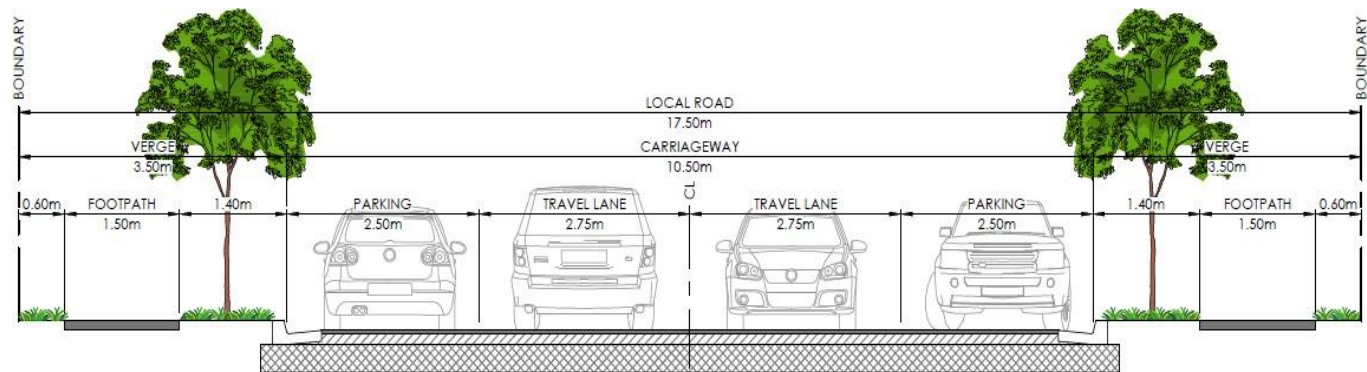 BOUNDARY
BOUNDARY
LOCAL ROAD
17.50m
VERGE
CARRIAGEWAY
VERGE
3.50m
10.50m
3.50m
CL
0.60m
FOOTPATH
1.40m
PARKING
TRAVEL LANE
TRAVEL LANE
PARKING
1.40m
FOOTPATH
0.60m
1.50m
2.50m
2.75m
2.75m
2.50m
1.50m